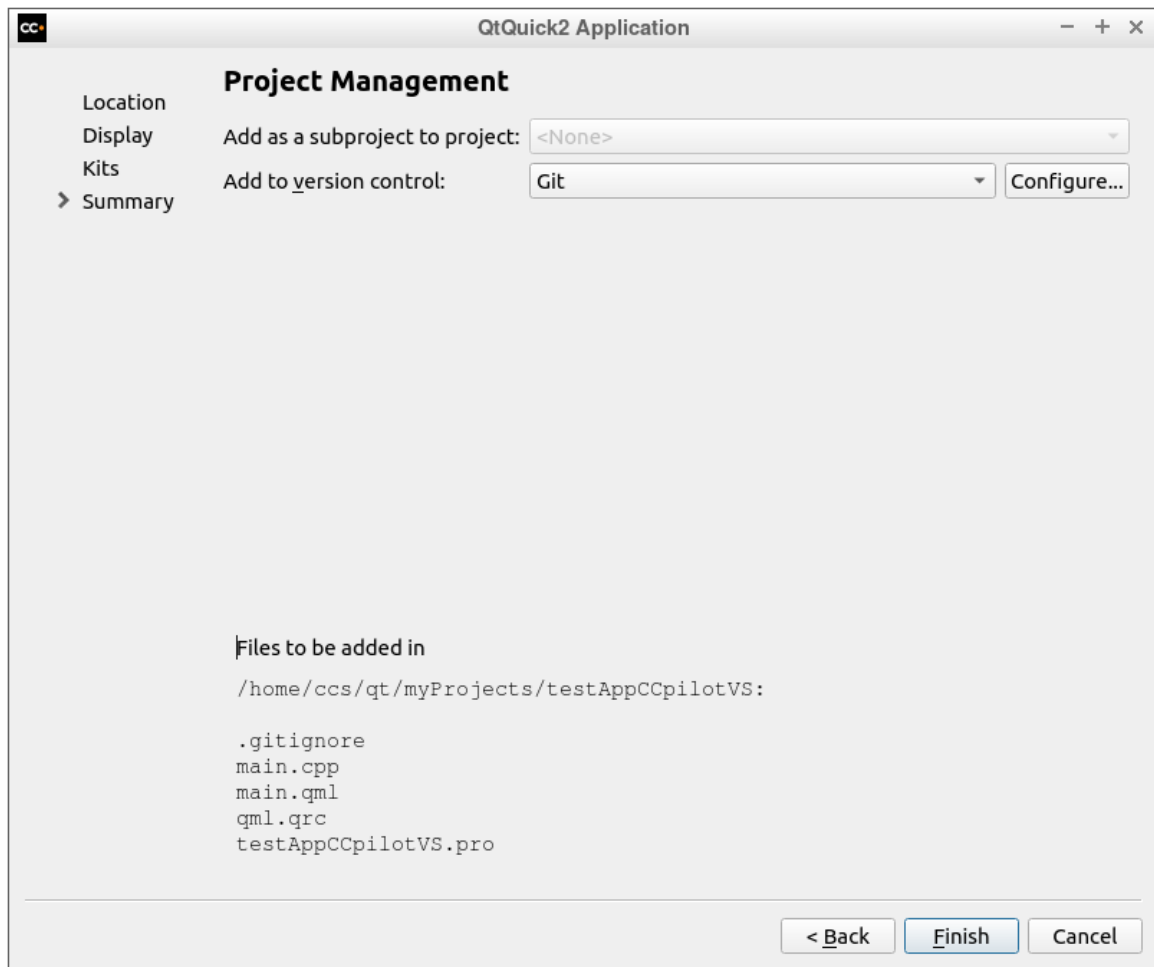 CC
QtQuick2 Application
Location
Display
Kits
Summary
Project Management
Add as a subproject to project: <None>
Add to version control: Git Configure...
Files to be added in
/home/ccs/qt/myProjects/testAppCCpilotVS:
.gitignore
main.cpp
main.qml
qml.qrc
testAppCCpilotVS.pro
< Back Finish Cancel